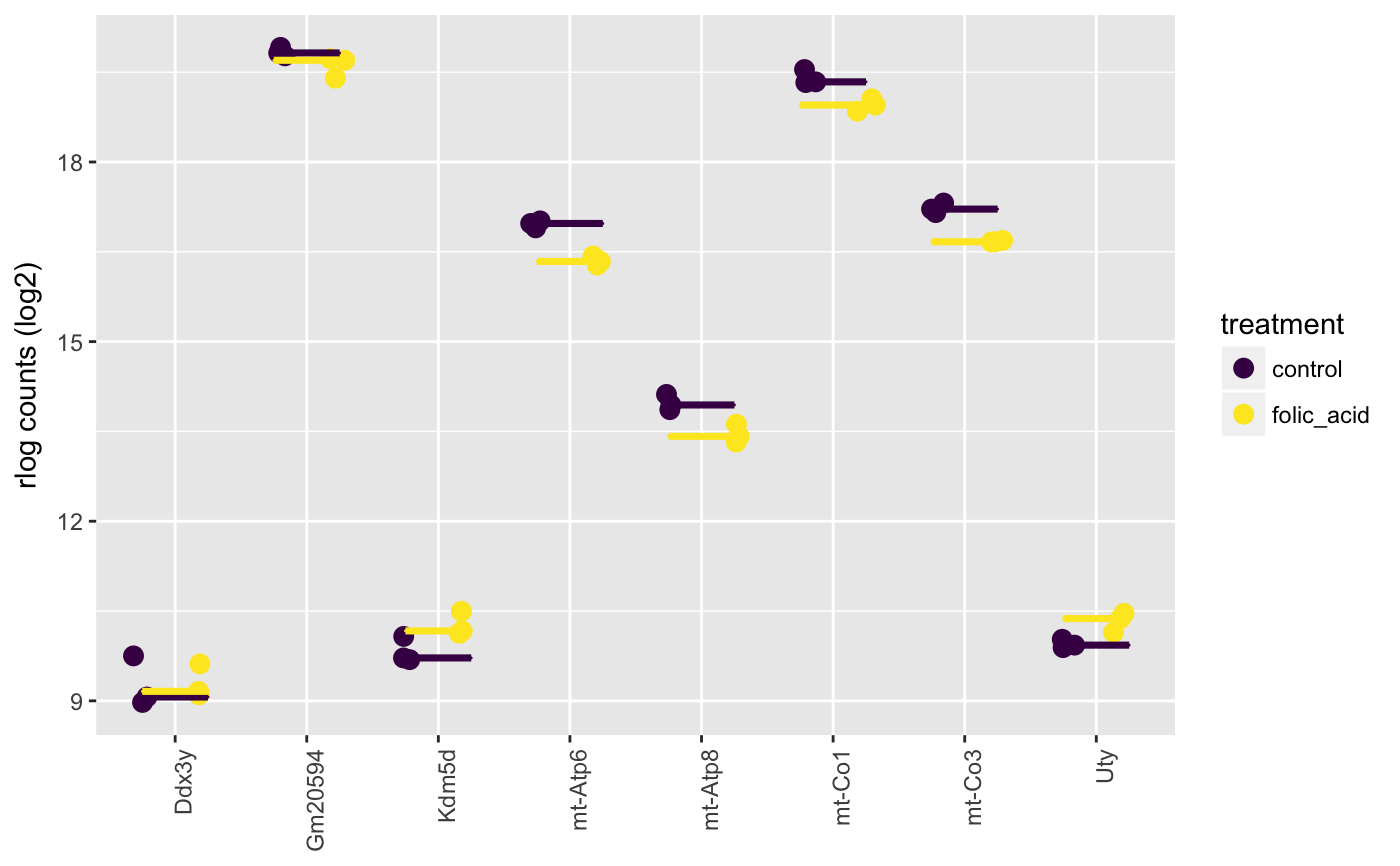 rlog counts (log2)
18
15
12
9
Ddx3y
Gm20594
Kdm5d
mt-Atp6
mt-Atp8
mt-Co1
mt-Co3
Uty
treatment
control
folic_acid